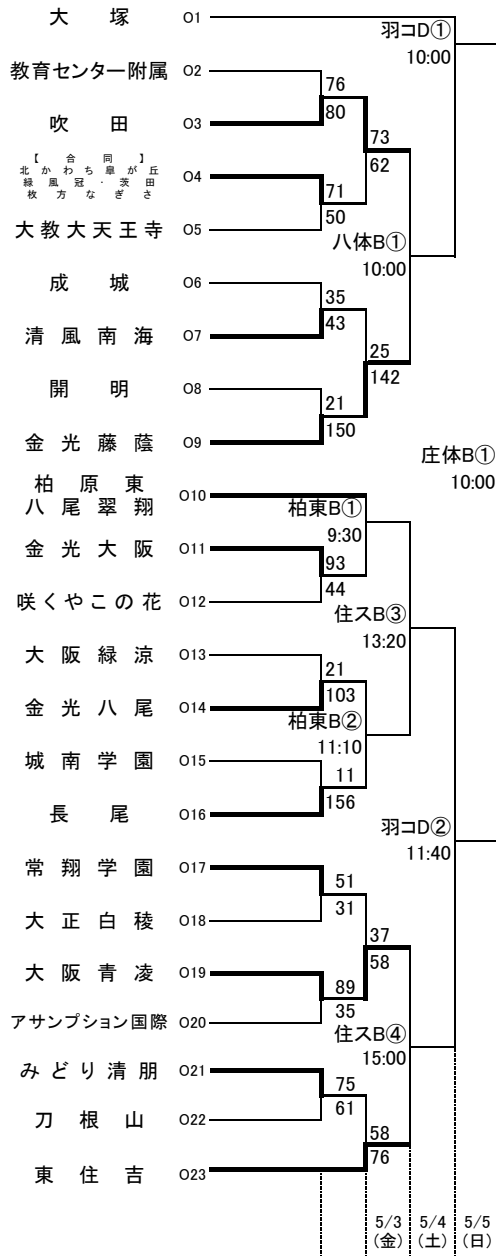 大塚 O1
羽コD①
10:00
教育センター附属 O2
76
80
吹田 O3
73
62
【合同】
北かわち皐が丘
緑風冠・茨田
枚方なぎさ
O4
71
50
大教大天王寺 O5
八体B①
10:00
成城 O6
35
43
清風南海 O7
25
142
開明 O8
21
150
金光藤蔭 O9
庄体B①
10:00
柏原東
八尾翠翔
O10
柏東B①
9:30
金光大阪 O11
93
44
咲くやこの花 O12
住スB③
13:20
大阪緑涼 O13
21
103
金光八尾 O14
柏東B②
11:10
城南学園 O15
11
156
長尾 O16
羽コD②
11:40
常翔学園 O17
51
31
大正白稜 O18
37
58
大阪青凌 O19
89
35
アサンプション国際 O20
住スB④
15:00
みどり清朋 O21
75
61
刀根山 O22
58
76
東住吉 O23
5/3 5/4 5/5
(金) (土) (日)